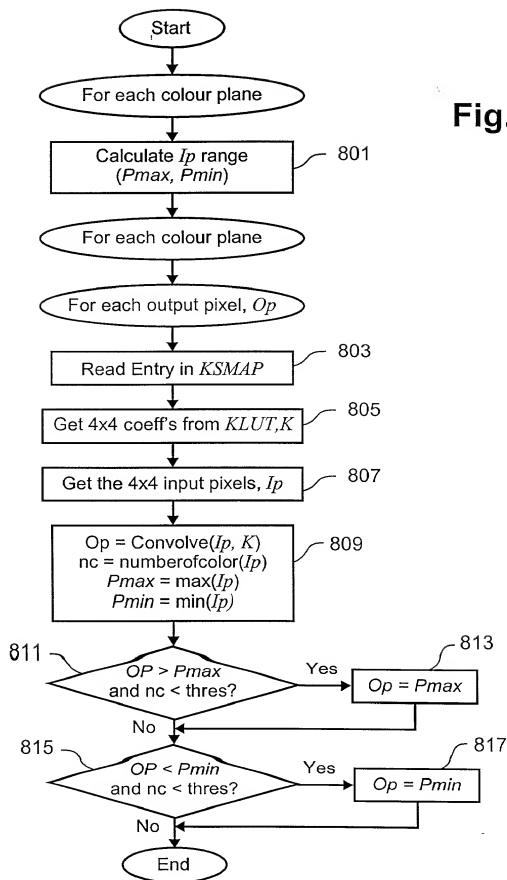 Start
For each colour plane
Fig.
Calculate Ip range
(Pmax, Pmin)
801
For each colour plane
For each output pixel, Op
Read Entry in KSMAP
803
Get 4x4 coeff's from KLUT,K
805
Get the 4x4 input pixels, Ip
807
Op = Convolve(Ip, K)
nc = numberofcolor(Ip)
Pmax = max(Ip)
Pmin = min(Ip)
809
811
OP > Pmax
and nc < thres?
Yes
Op = Pmax
813
No
815
OP < Pmin
and nc < thres?
Yes
Op = Pmin
817
No
End